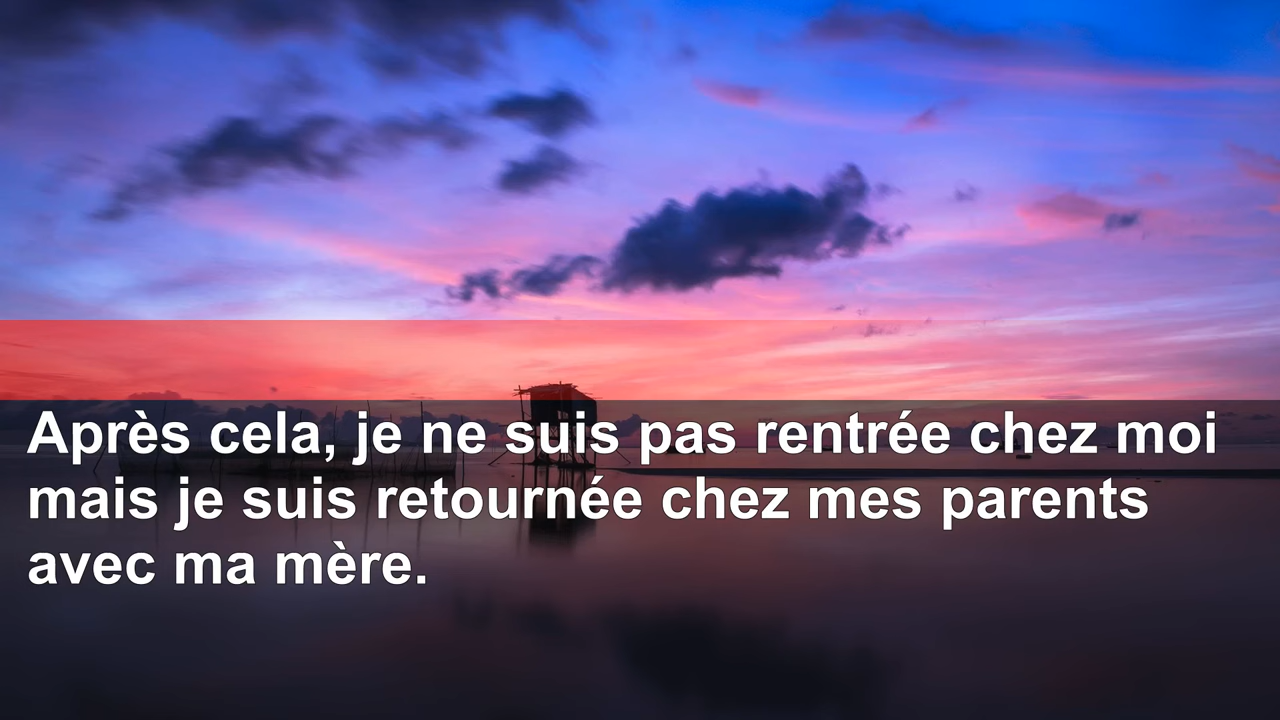 Après cela, je ne suis pas rentrée chez moi
mais je suis retournée chez mes parents
avec ma mère.